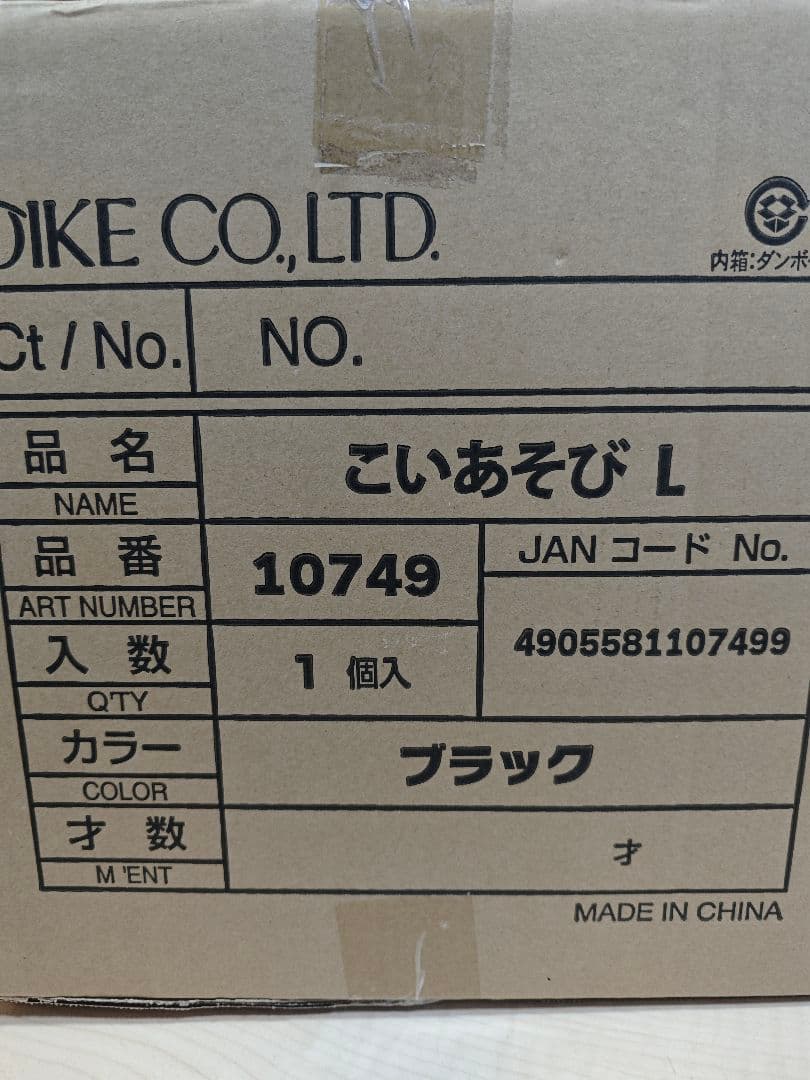 OIKE CO.,LTD.
内箱:ダンボー
Ct / No. NO.
品名 こいあそび L
NAME
品番 10749 JAN コード No.
ART NUMBER
4905581107499
入数 1 個入
Q'TY
カラー ブラック
COLOR
才数 才
M 'ENT
MADE IN CHINA